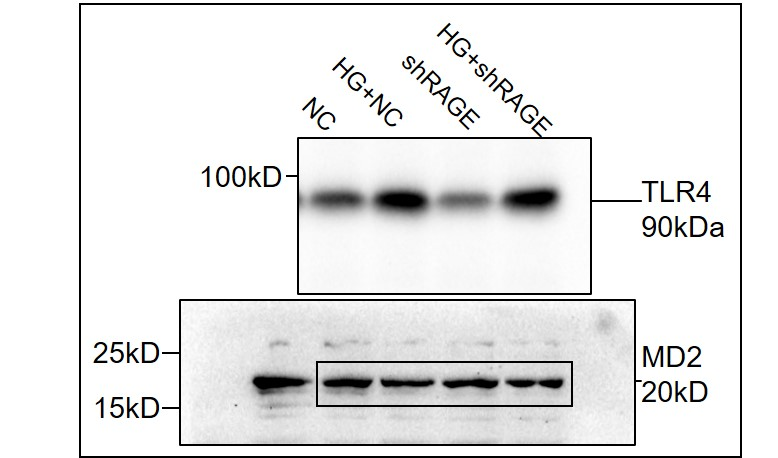 NC
HG+NC
shRAGE
HG+shRAGE
100kD
TLR4
90kDa
25kD
MD2
20kD
15kD